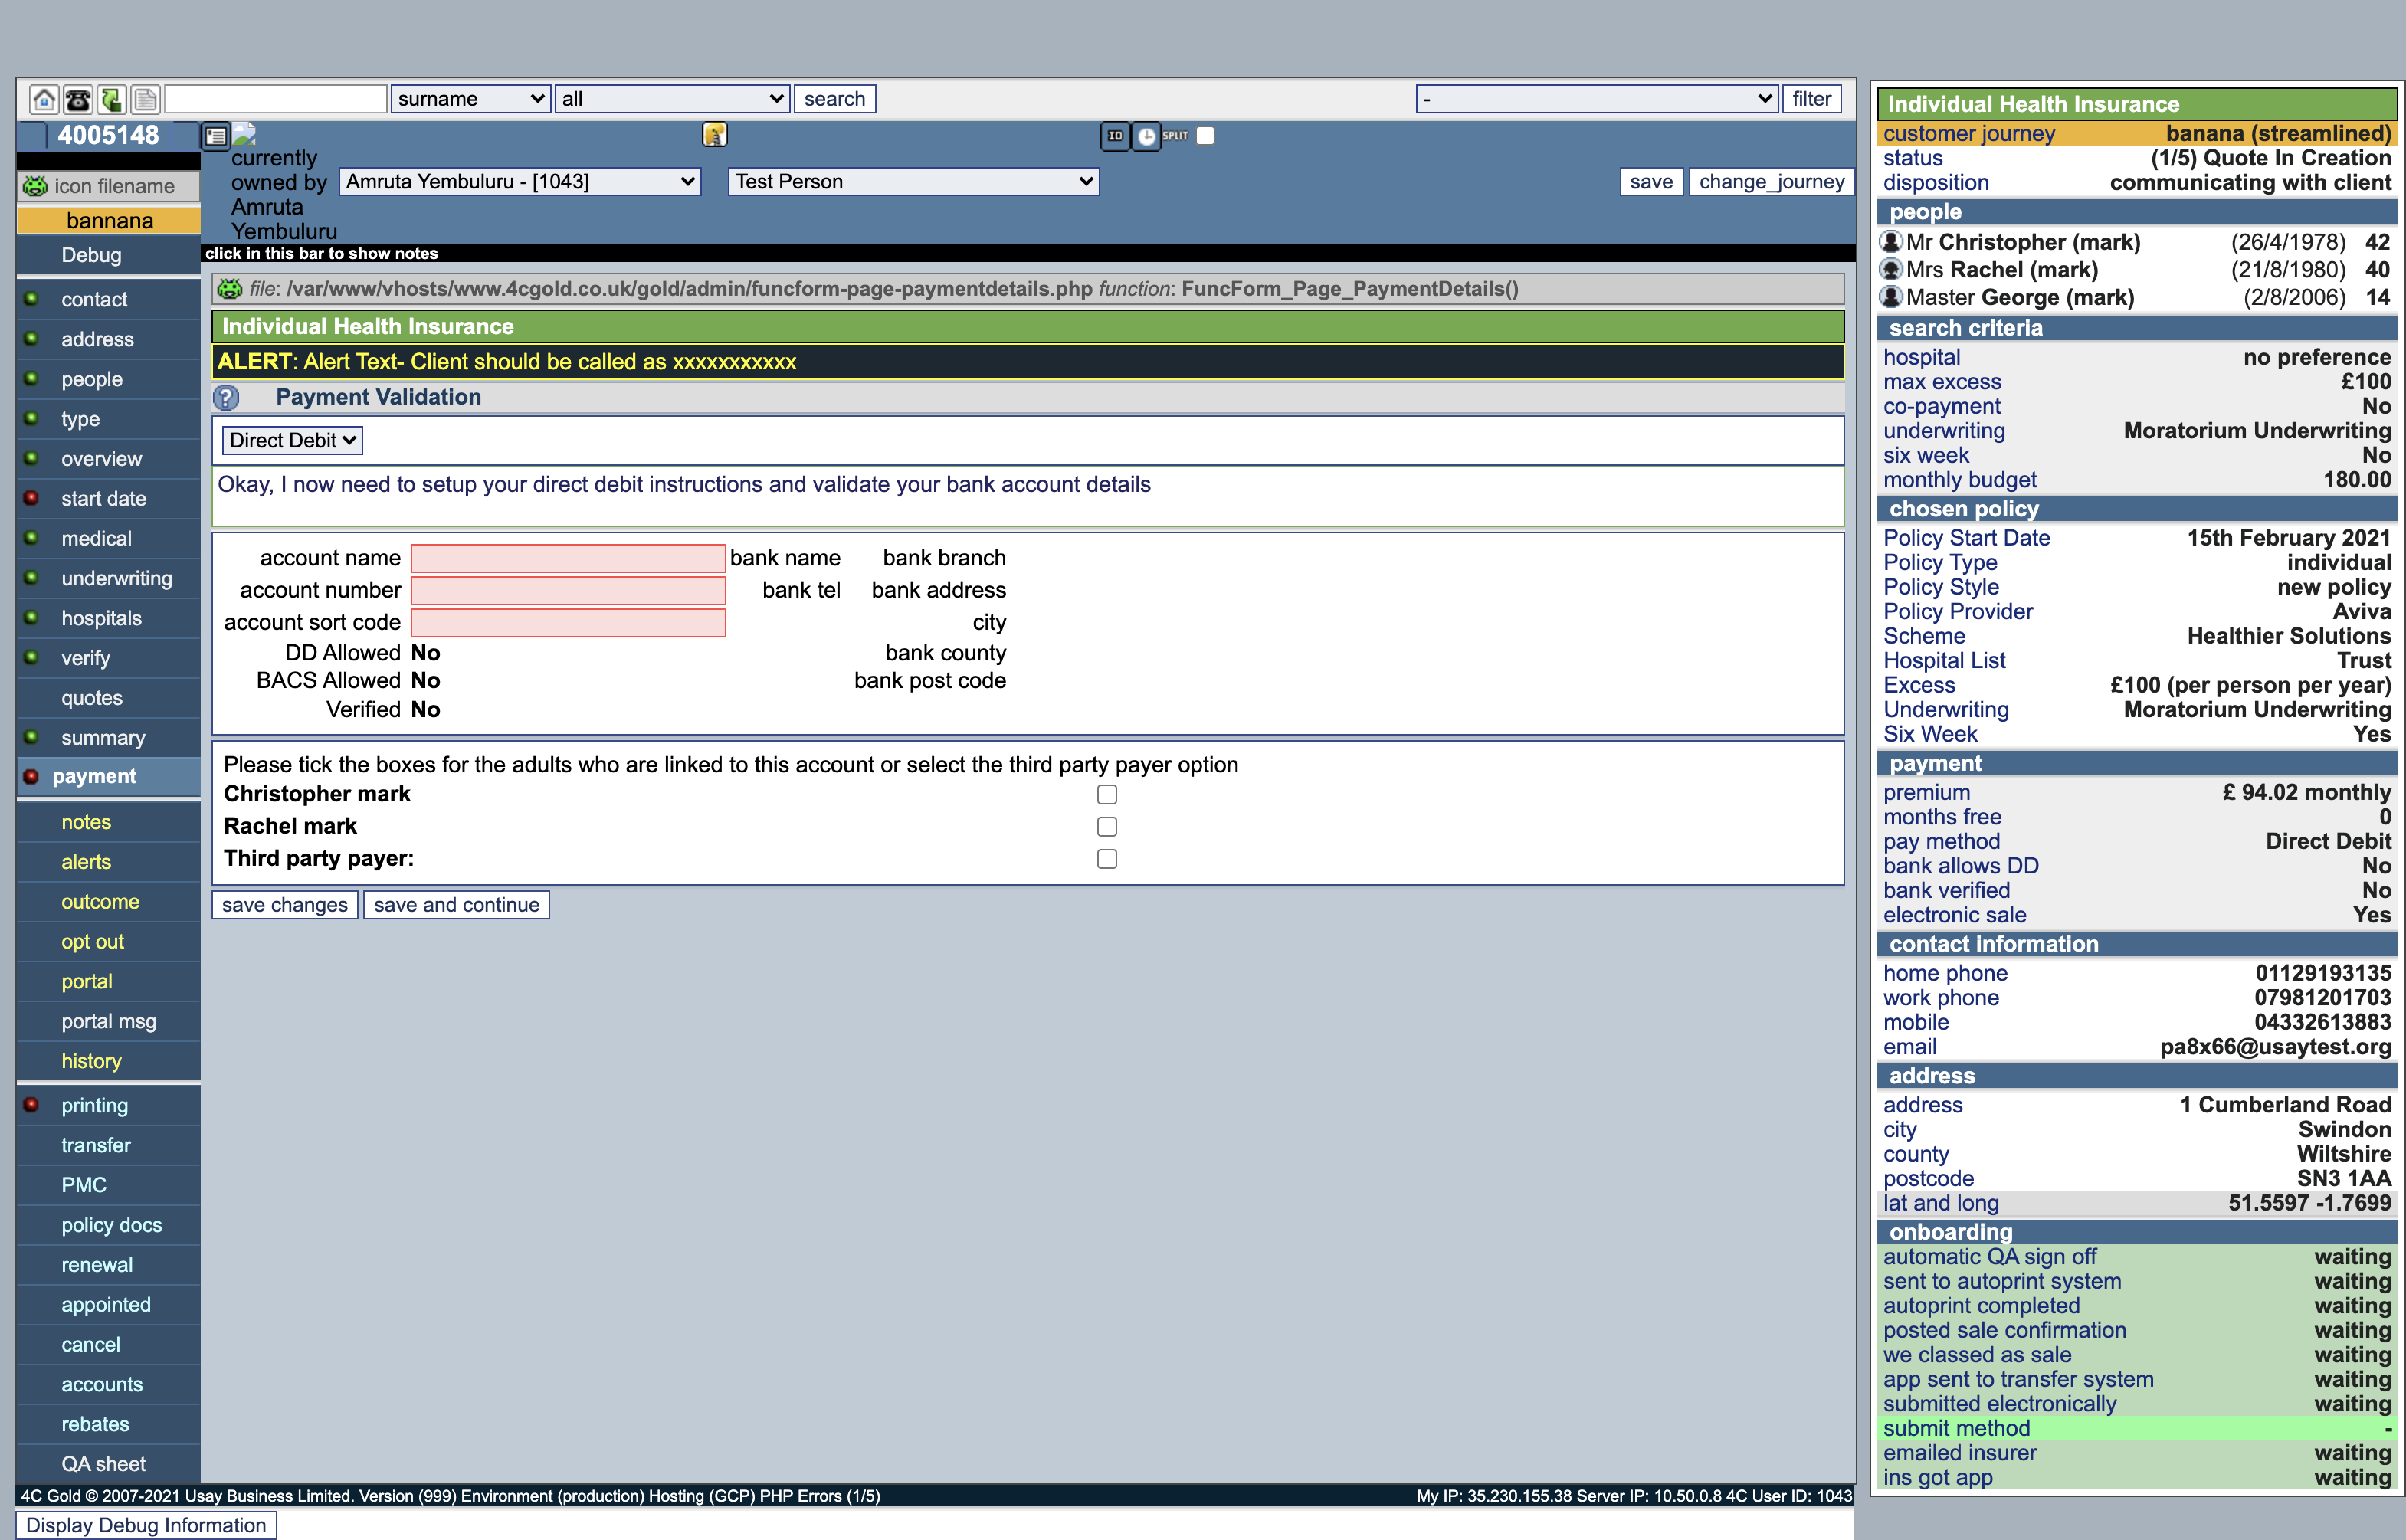 surname all search - filter
4005148
icon filename
bannana
Debug
currently owned by Amruta Yembuluru
Amruta Yembuluru - [1043] Test Person
ID SPLIT
save change_journey
click in this bar to show notes
contact
address
people
type
overview
start date
medical
underwriting
hospitals
verify
quotes
summary
payment
notes
alerts
outcome
opt out
portal
portal msg
history
printing
transfer
PMC
policy docs
renewal
appointed
cancel
accounts
rebates
QA sheet
file: /var/www/vhosts/www.4cgold.co.uk/gold/admin/funcform-page-paymentdetails.php function: FuncForm_Page_PaymentDetails()
Individual Health Insurance
ALERT: Alert Text- Client should be called as xxxxxxxxxxx
? Payment Validation
Direct Debit
Okay, I now need to setup your direct debit instructions and validate your bank account details
account name bank name bank branch
account number bank tel bank address
account sort code city
DD Allowed No bank county
BACS Allowed No bank post code
Verified No
Please tick the boxes for the adults who are linked to this account or select the third party payer option
Christopher mark
Rachel mark
Third party payer:
save changes save and continue
Individual Health Insurance
customer journey banana (streamlined)
status (1/5) Quote In Creation
disposition communicating with client
people
Mr Christopher (mark) (26/4/1978) 42
Mrs Rachel (mark) (21/8/1980) 40
Master George (mark) (2/8/2006) 14
search criteria
hospital no preference
max excess £100
co-payment No
underwriting Moratorium Underwriting
six week No
monthly budget 180.00
chosen policy
Policy Start Date 15th February 2021
Policy Type individual
Policy Style new policy
Policy Provider Aviva
Scheme Healthier Solutions
Hospital List Trust
Excess £100 (per person per year)
Underwriting Moratorium Underwriting
Six Week Yes
payment
premium £ 94.02 monthly
months free 0
pay method Direct Debit
bank allows DD No
bank verified No
electronic sale Yes
contact information
home phone 01129193135
work phone 07981201703
mobile 04332613883
email pa8x66@usaytest.org
address
address 1 Cumberland Road
city Swindon
county Wiltshire
postcode SN3 1AA
lat and long 51.5597 -1.7699
onboarding
automatic QA sign off waiting
sent to autoprint system waiting
autoprint completed waiting
posted sale confirmation waiting
we classed as sale waiting
app sent to transfer system waiting
submitted electronically waiting
submit method -
emailed insurer waiting
ins got app waiting
4C Gold © 2007-2021 Usay Business Limited. Version (999) Environment (production) Hosting (GCP) PHP Errors (1/5) My IP: 35.230.155.38 Server IP: 10.50.0.8 4C User ID: 1043
Display Debug Information